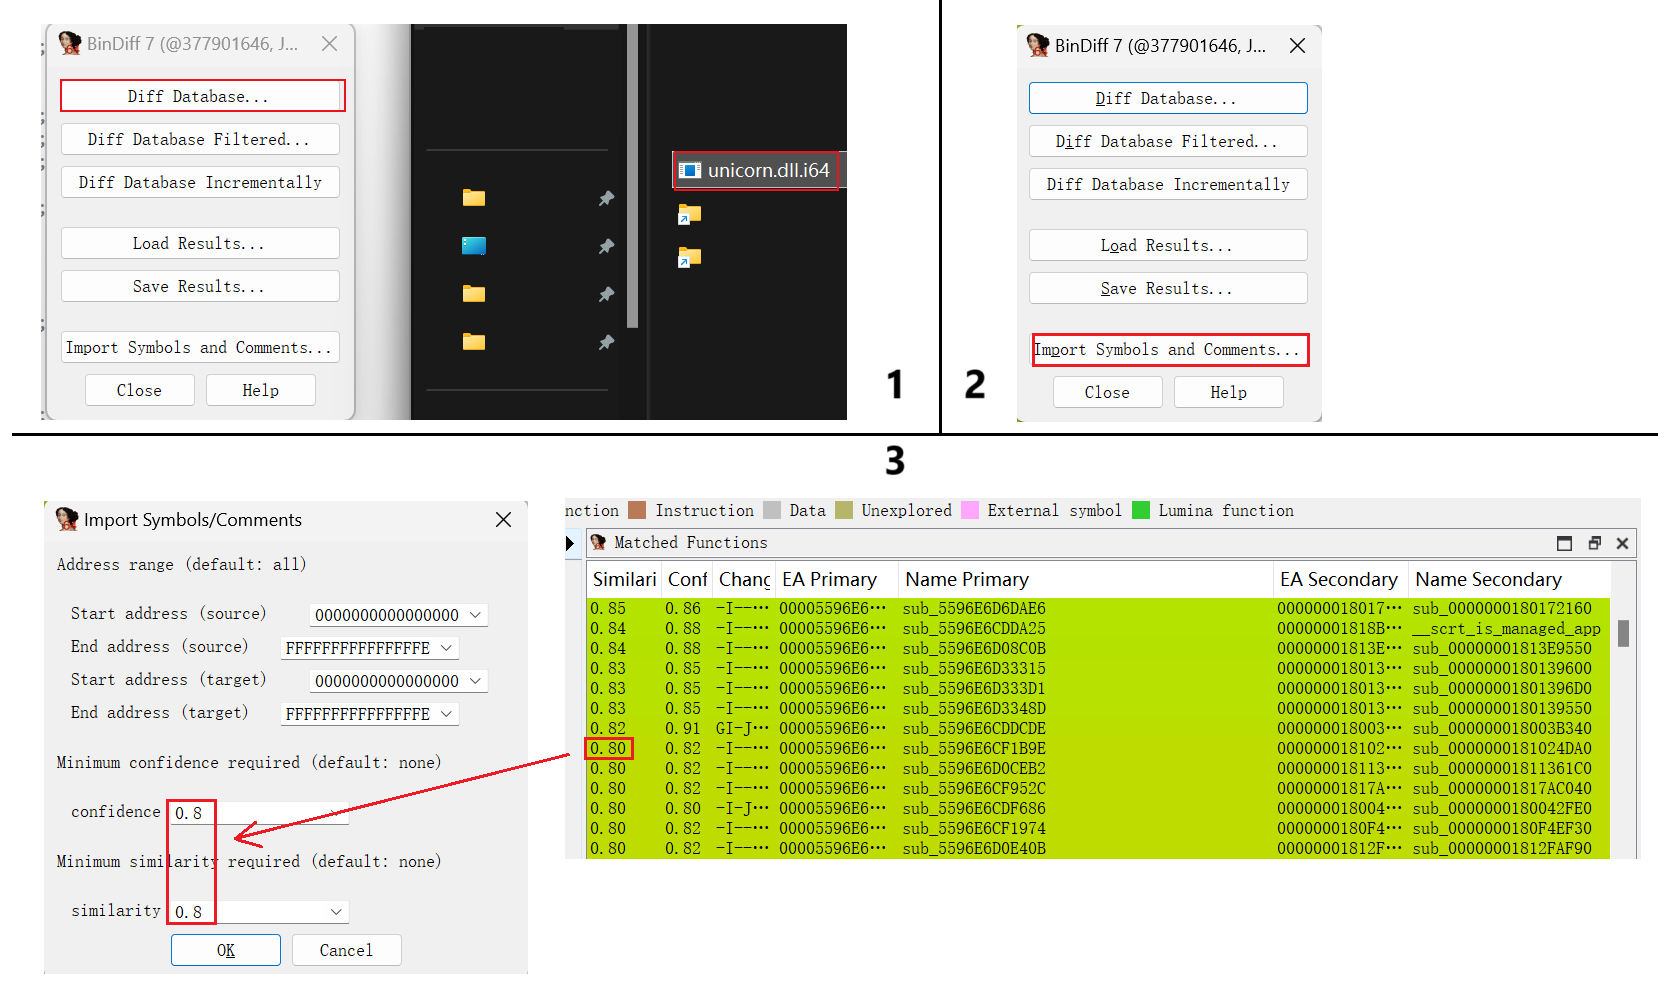 BinDiff 7 (@377901646, J...
Diff Database...
Diff Database Filtered...
Diff Database Incrementally
Load Results...
Save Results...
Import Symbols and Comments...
Close
Help
unicorn.dll.i64
1
BinDiff 7 (@377901646, J...
Diff Database...
Diff Database Filtered...
Diff Database Incrementally
Load Results...
Save Results...
Import Symbols and Comments...
Close
Help
2
3
Import Symbols/Comments
Address range (default: all)
Start address (source) 0000000000000000
End address (source) FFFFFFFFFFFFFFFE
Start address (target) 0000000000000000
End address (target) FFFFFFFFFFFFFFFE
Minimum confidence required (default: none)
confidence 0.8
Minimum similarity required (default: none)
similarity 0.8
OK
Cancel
nction Instruction Data Unexplored External symbol Lumina function
Matched Functions
Similari Conf Chang EA Primary Name Primary EA Secondary Name Secondary
0.85 0.86 -I--··· 00005596E6··· sub_5596E6D6DAE6 000000018017··· sub_0000000180172160
0.84 0.88 -I--··· 00005596E6··· sub_5596E6CDDA25 00000001818B··· __scrt_is_managed_app
0.84 0.88 -I--··· 00005596E6··· sub_5596E6D08C0B 00000001813E··· sub_00000001813E9550
0.83 0.85 -I--··· 00005596E6··· sub_5596E6D33315 000000018013··· sub_0000000180139600
0.83 0.85 -I--··· 00005596E6··· sub_5596E6D333D1 000000018013··· sub_00000001801396D0
0.83 0.85 -I--··· 00005596E6··· sub_5596E6D3348D 000000018013··· sub_0000000180139550
0.82 0.91 GI-J··· 00005596E6··· sub_5596E6CDDCDE 000000018003··· sub_000000018003B340
0.80 0.82 -I--··· 00005596E6··· sub_5596E6CF1B9E 000000018102··· sub_0000000181024DA0
0.80 0.82 -I--··· 00005596E6··· sub_5596E6D0CEB2 000000018113··· sub_00000001811361C0
0.80 0.82 -I--··· 00005596E6··· sub_5596E6CF952C 00000001817A··· sub_00000001817AC040
0.80 0.80 -I-J··· 00005596E6··· sub_5596E6CDF686 000000018004··· sub_0000000180042FE0
0.80 0.82 -I--··· 00005596E6··· sub_5596E6CF1974 0000000180F4··· sub_0000000180F4EF30
0.80 0.82 -I--··· 00005596E6··· sub_5596E6D0E40B 00000001812F··· sub_00000001812FAF90